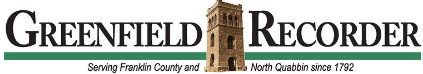 GREENFIELD RECORDER
Serving Franklin County and North Quabbin since 1792